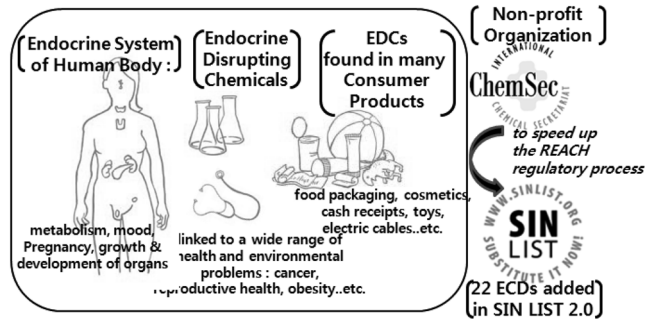 Endocrine System
of Human Body :
metabolism, mood,
Pregnancy, growth &
development of organs
Endocrine
Disrupting
Chemicals
linked to a wide range of
health and environmental
problems : cancer,
reproductive health, obesity..etc.
EDCs
found in many
Consumer
Products
food packaging, cosmetics,
cash receipts, toys,
electric cables..etc.
Non-profit
Organization
INTERNATIONAL
ChemSec
CHEMICAL SECRETARIAT
to speed up
the REACH
regulatory process
WWW.SINLIST.ORG
SIN
LIST
SUBSTITUTE IT NOW!
22 ECDs added
in SIN LIST 2.0